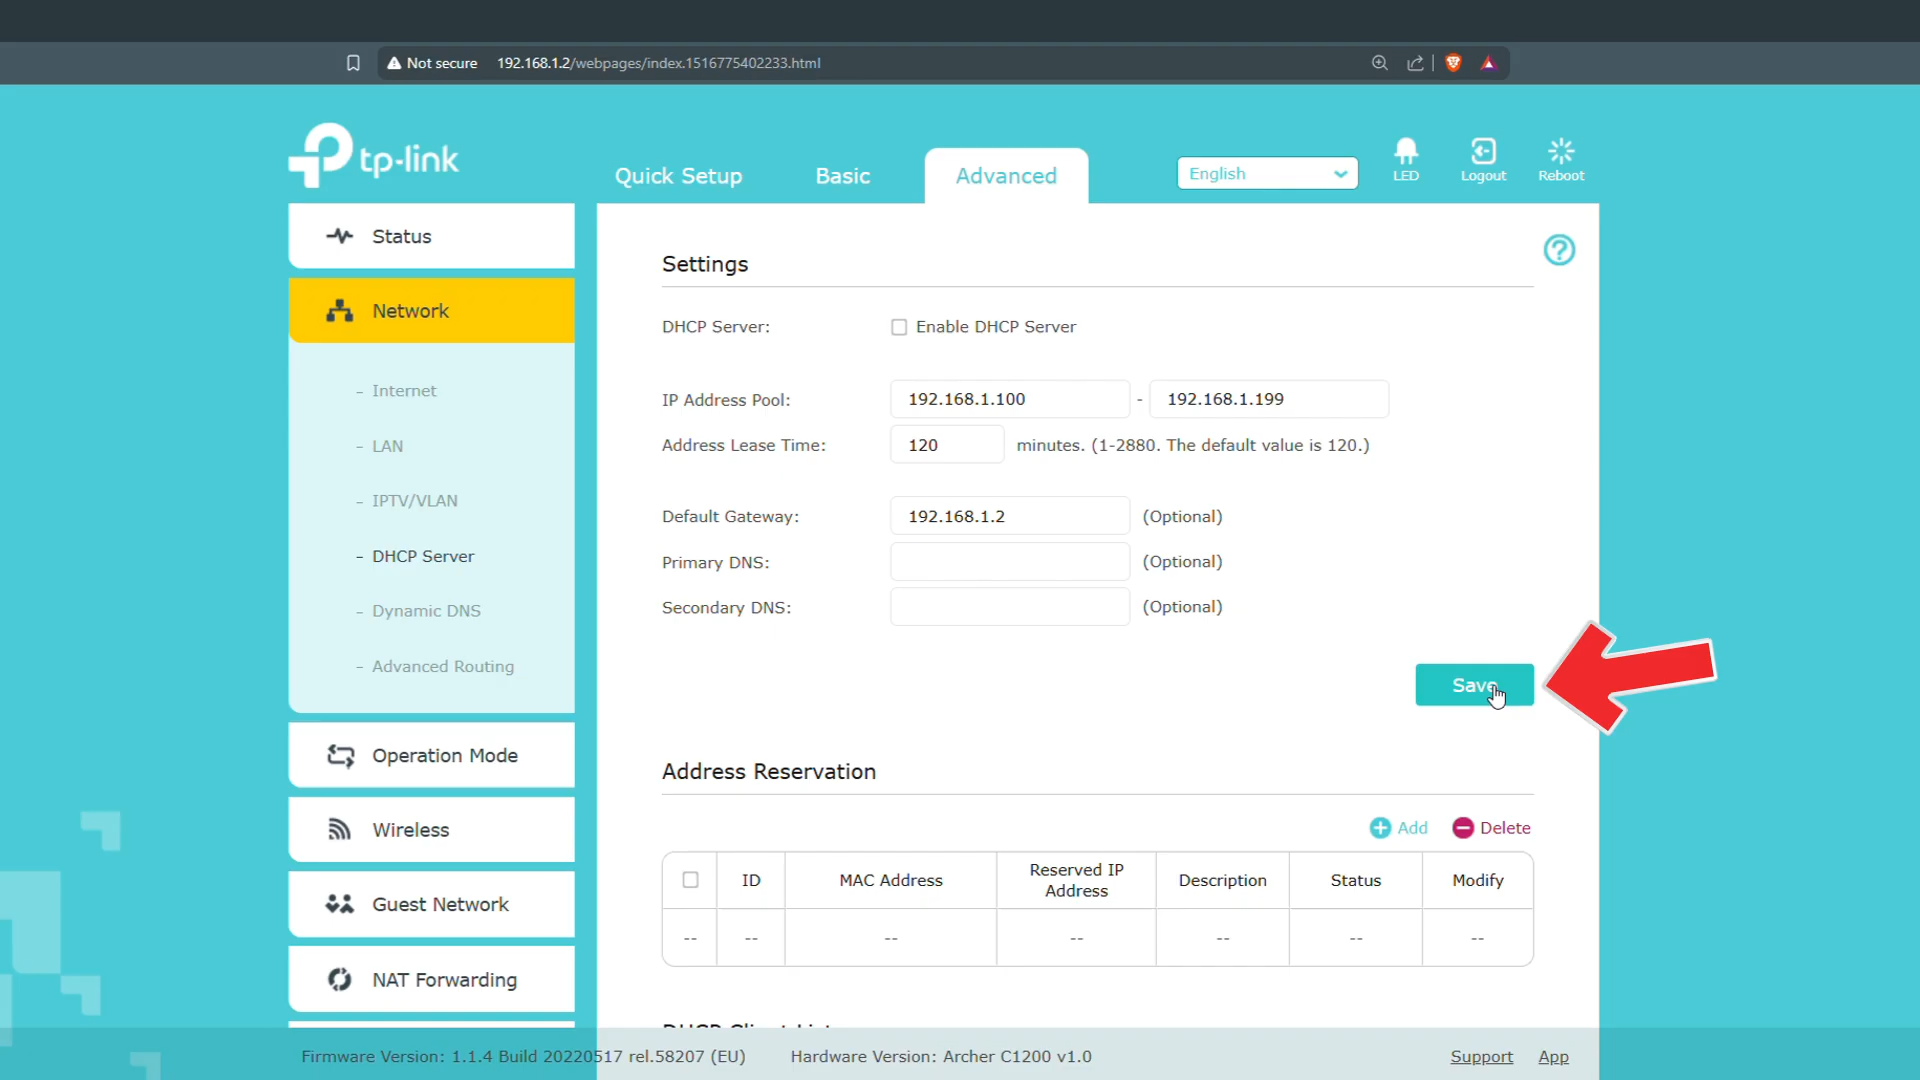 Not secure 192.168.1.2/webpages/index.1516775402233.html
tp-link
Quick Setup Basic Advanced English LED Logout Reboot
Status
Network
- Internet
- LAN
- IPTV/VLAN
- DHCP Server
- Dynamic DNS
- Advanced Routing
Operation Mode
Wireless
Guest Network
NAT Forwarding
Settings
DHCP Server: Enable DHCP Server
IP Address Pool: 192.168.1.100 - 192.168.1.199
Address Lease Time: 120 minutes. (1-2880. The default value is 120.)
Default Gateway: 192.168.1.2 (Optional)
Primary DNS: (Optional)
Secondary DNS: (Optional)
Save
Address Reservation
Add Delete
ID MAC Address Reserved IP Address Description Status Modify
-- -- -- -- -- -- --
DHCP Client List
Firmware Version: 1.1.4 Build 20220517 rel.58207 (EU) Hardware Version: Archer C1200 v1.0 Support App